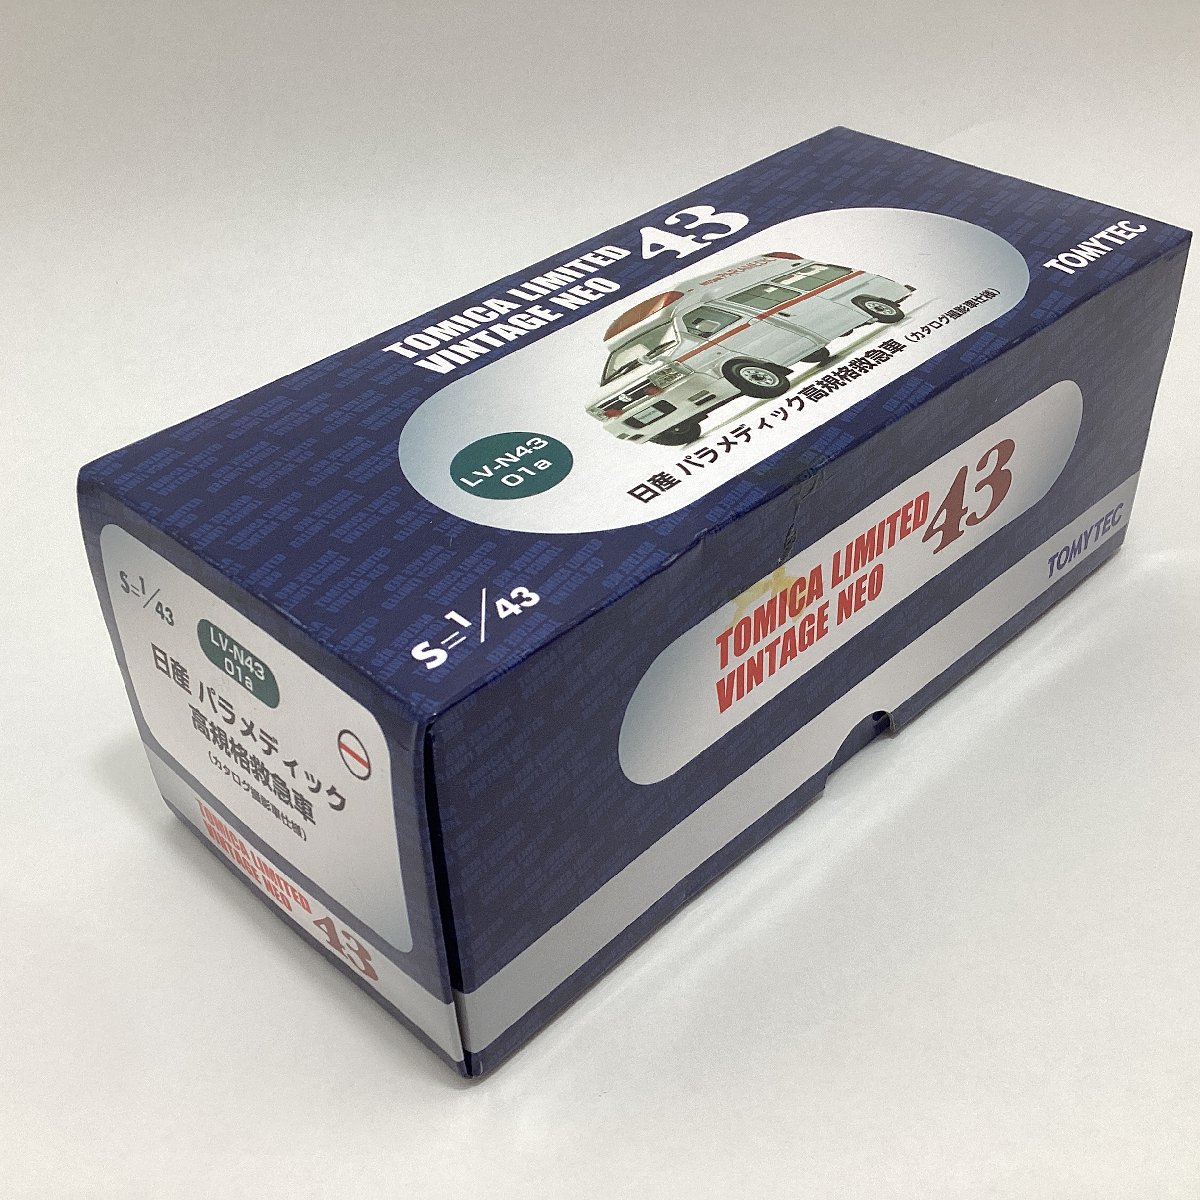 TOMICA LIMITED
VINTAGE NEO
43
TOMYTEC
LV-N43
01a
日産 パラメディック高規格救急車(カタログ撮影車仕様)
S=1/43
TOMICA LIMITED
VINTAGE NEO
43
TOMYTEC
S=1/43
LV-N43
01a
日産 パラメディック
高規格救急車
(カタログ撮影車仕様)
TOMICA LIMITED
VINTAGE NEO
43